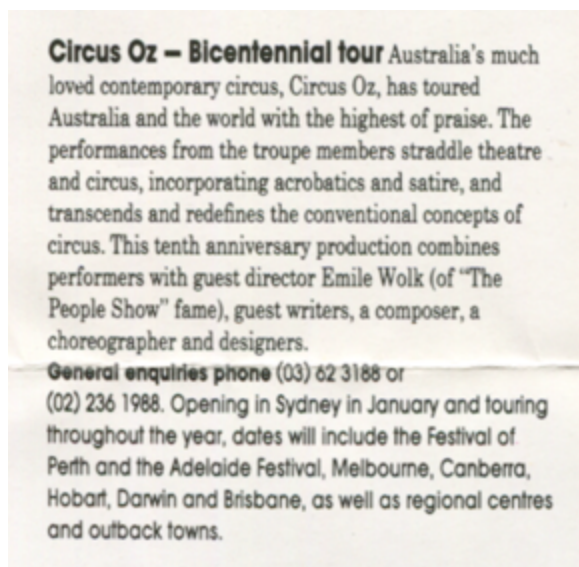 Circus Oz – Bicentennial tour Australia's much
loved contemporary circus, Circus Oz, has toured
Australia and the world with the highest of praise. The
performances from the troupe members straddle theatre
and circus, incorporating acrobatics and satire, and
transcends and redefines the conventional concepts of
circus. This tenth anniversary production combines
performers with guest director Emile Wolk (of "The
People Show" fame), guest writers, a composer, a
choreographer and designers.
General enquiries phone (03) 62 3188 or
(02) 236 1988. Opening in Sydney in January and touring
throughout the year, dates will include the Festival of
Perth and the Adelaide Festival, Melbourne, Canberra,
Hobart, Darwin and Brisbane, as well as regional centres
and outback towns.